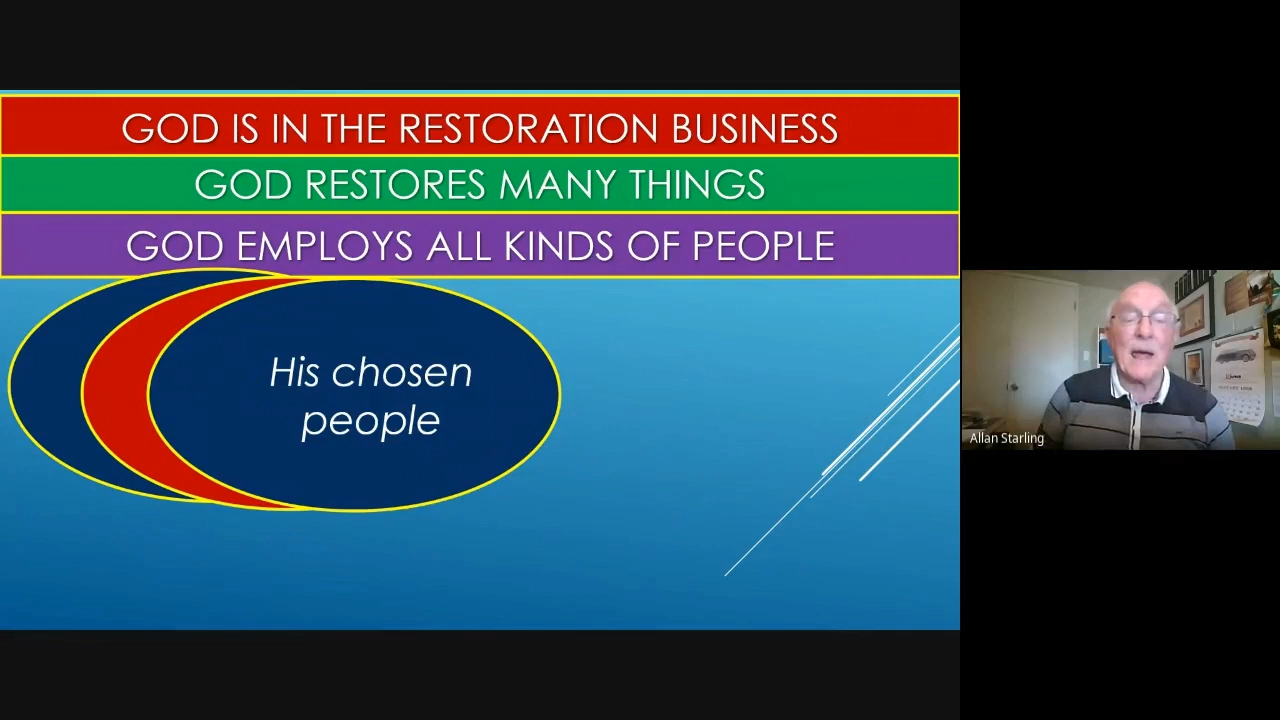 GOD IS IN THE RESTORATION BUSINESS
GOD RESTORES MANY THINGS
GOD EMPLOYS ALL KINDS OF PEOPLE
His chosen
people
Allan Starling